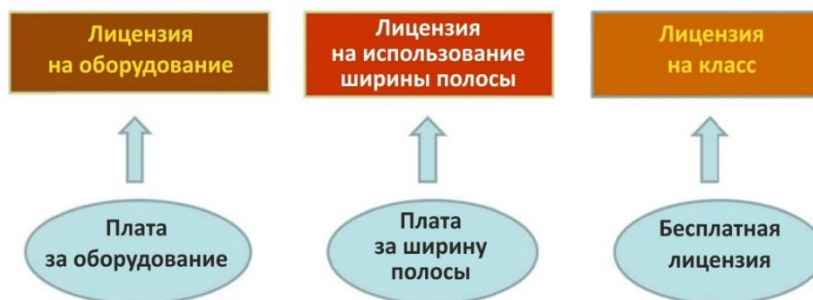 Лицензия
на оборудование
Лицензия
на использование
ширины полосы
Лицензия
на класс
Плата
за оборудование
Плата
за ширину
полосы
Бесплатная
лицензия